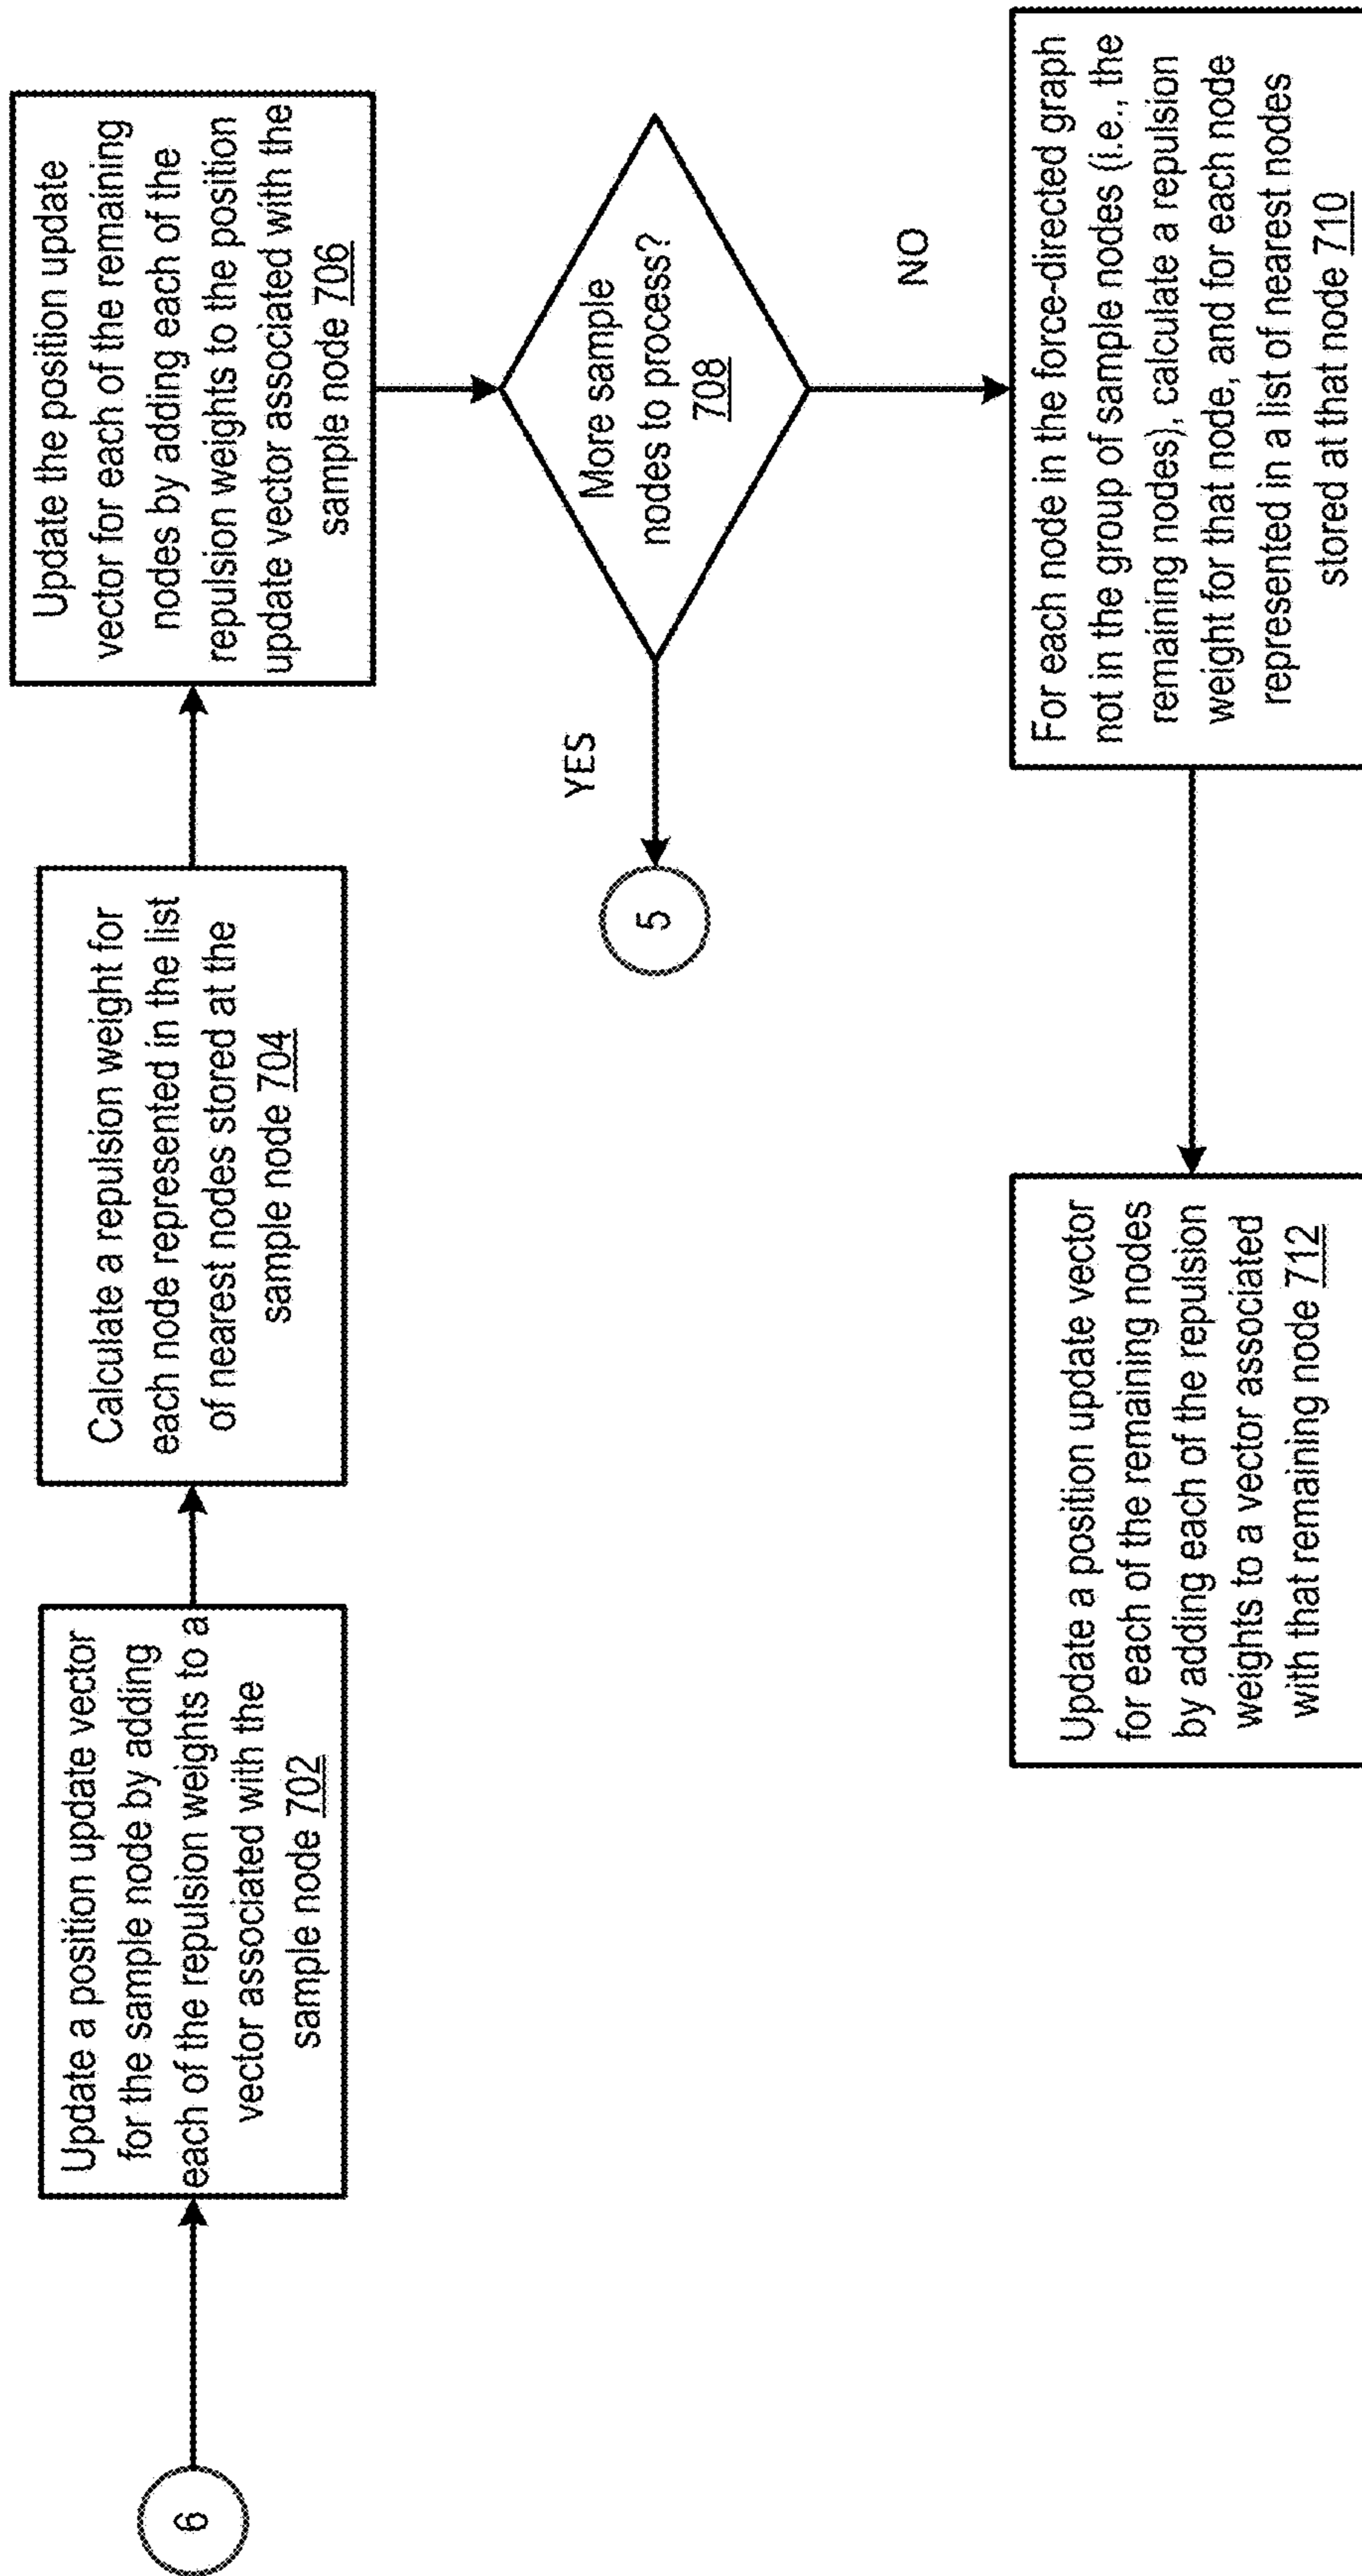 6
Update a position update vector
for the sample node by adding
each of the repulsion weights to a
vector associated with the
sample node 702
Calculate a repulsion weight for
each node represented in the list
of nearest nodes stored at the
sample node 704
Update the position update
vector for each of the remaining
nodes by adding each of the
repulsion weights to the position
update vector associated with the
sample node 706
More sample
nodes to process?
708
YES
5
NO
For each node in the force-directed graph
not in the group of sample nodes (i.e., the
remaining nodes), calculate a repulsion
weight for that node, and for each node
represented in a list of nearest nodes
stored at that node 710
Update a position update vector
for each of the remaining nodes
by adding each of the repulsion
weights to a vector associated
with that remaining node 712